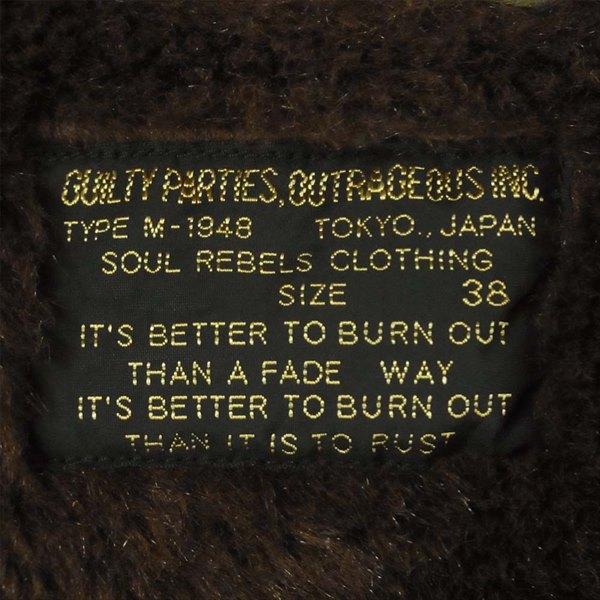 GUILTY PARTIES, OUTRAGEOUS INC.
TYPE M-1948 TOKYO., JAPAN
SOUL REBELS CLOTHING
SIZE 38
IT'S BETTER TO BURN OUT
THAN A FADE WAY
IT'S BETTER TO BURN OUT
THAN IT IS TO RUST